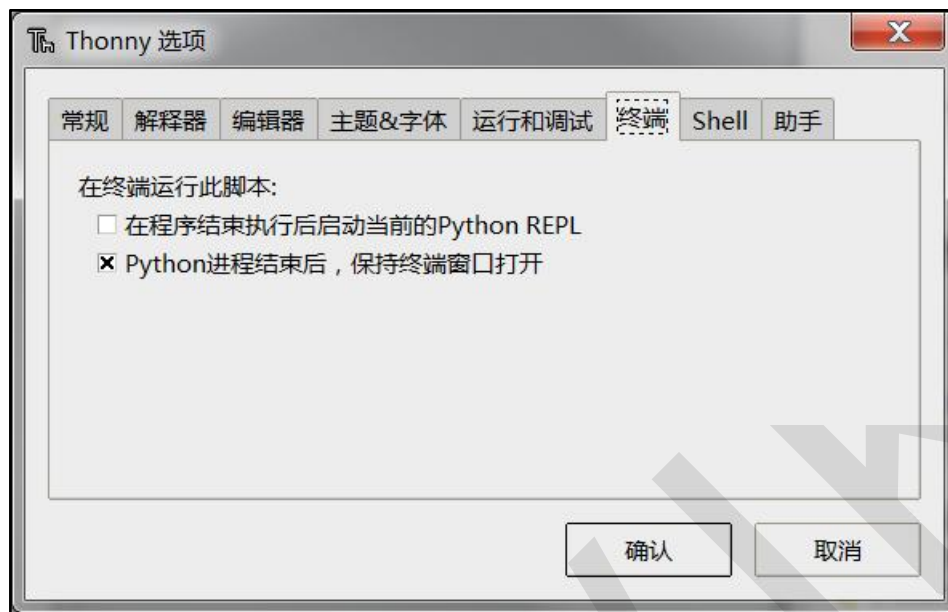 Thonny 选项
常规 解释器 编辑器 主题&字体 运行和调试 终端 Shell 助手
在终端运行此脚本:
在程序结束执行后启动当前的Python REPL
Python进程结束后，保持终端窗口打开
确认 取消